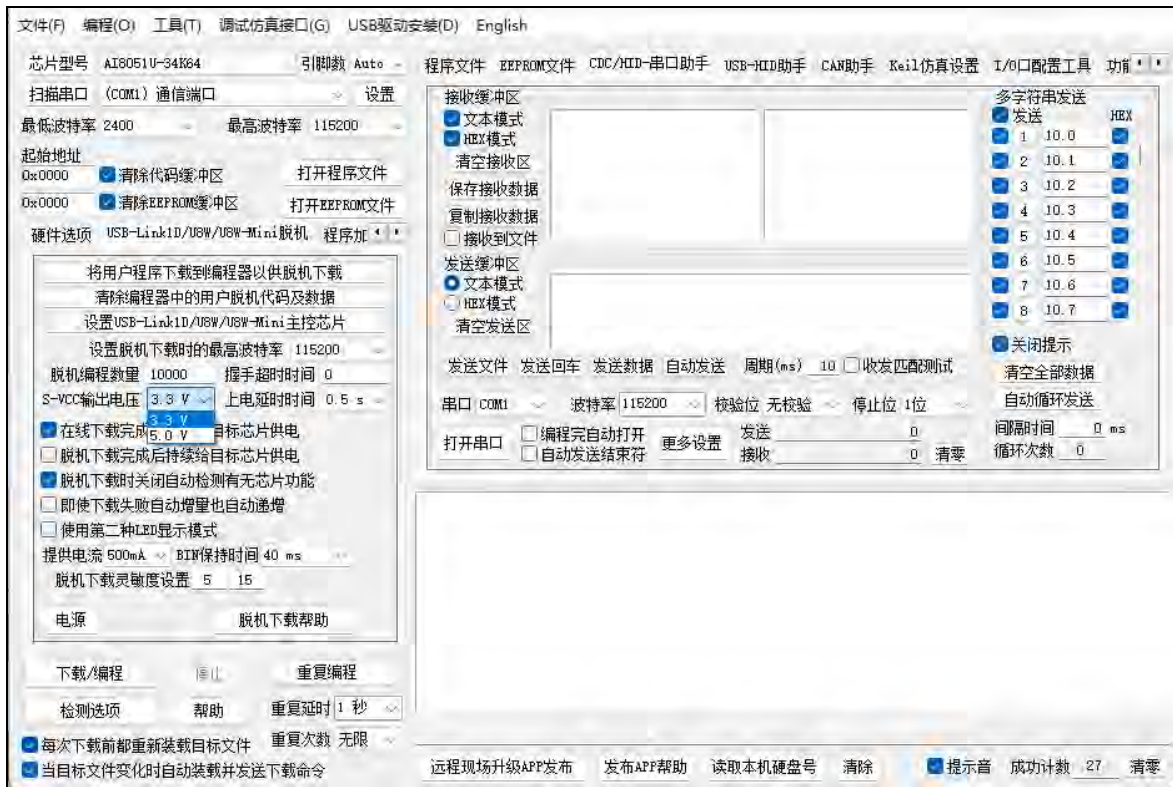 文件(F) 编程(O) 工具(T) 调试仿真接口(G) USB驱动安装(D) English
芯片型号 AI8051U-34K64 引脚数 Auto
扫描串口 (COM1) 通信端口 设置
最低波特率 2400 最高波特率 115200
起始地址
0x0000 清除代码缓冲区 打开程序文件
0x0000 清除EEPROM缓冲区 打开EEPROM文件
硬件选项 USB-Link1D/U8W/U8W-Mini脱机 程序加
将用户程序下载到编程器以供脱机下载
清除编程器中的用户脱机代码及数据
设置USB-Link1D/U8W/U8W-Mini主控芯片
设置脱机下载时的最高波特率 115200
脱机编程数量 10000 握手超时时间 0
S-VCC输出电压 3.3 V 上电延时时间 0.5 s
3.3 V
5.0 V
在线下载完成 目标芯片供电
脱机下载完成后持续给目标芯片供电
脱机下载时关闭自动检测有无芯片功能
即使下载失败自动增量也自动递增
使用第二种LED显示模式
提供电流 500mA BIN保持时间 40 ms
脱机下载灵敏度设置 5 15
电源 脱机下载帮助
下载/编程 停止 重复编程
检测选项 帮助 重复延时 1 秒
每次下载前都重新装载目标文件 重复次数 无限
当目标文件变化时自动装载并发送下载命令
程序文件 EEPROM文件 CDC/HID-串口助手 USB-HID助手 CAN助手 Keil仿真设置 I/O口配置工具 功能
接收缓冲区
文本模式
HEX模式
清空接收区
保存接收数据
复制接收数据
接收到文件
发送缓冲区
文本模式
HEX模式
清空发送区
发送文件 发送回车 发送数据 自动发送 周期(ms) 10 收发匹配测试
串口 COM1 波特率 115200 校验位 无校验 停止位 1位
打开串口 编程完自动打开 更多设置 发送 0
自动发送结束符 接收 0 清零
多字符串发送
发送 HEX
1 10.0
2 10.1
3 10.2
4 10.3
5 10.4
6 10.5
7 10.6
8 10.7
关闭提示
清空全部数据
自动循环发送
间隔时间 0 ms
循环次数 0
远程现场升级APP发布 发布APP帮助 读取本机硬盘号 清除 提示音 成功计数 27 清零